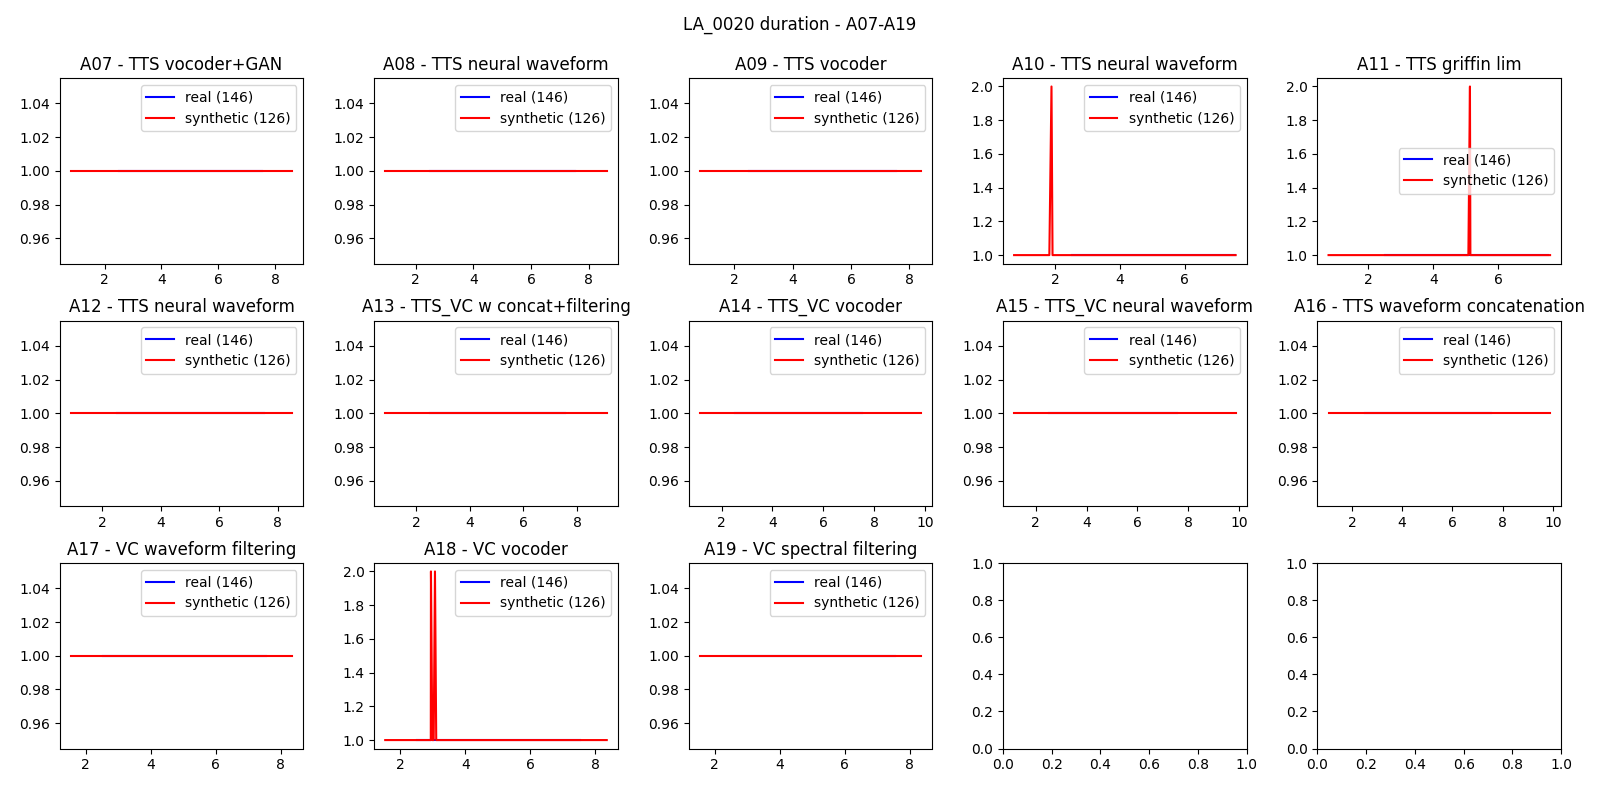 LA_0020 duration - A07-A19
A07 - TTS vocoder+GAN
1.04
1.02
1.00
0.98
0.96
real (146)
synthetic (126)
2 4 6 8
A08 - TTS neural waveform
1.04
1.02
1.00
0.98
0.96
real (146)
synthetic (126)
2 4 6 8
A09 - TTS vocoder
1.04
1.02
1.00
0.98
0.96
real (146)
synthetic (126)
2 4 6 8
A10 - TTS neural waveform
2.0
1.8
1.6
1.4
1.2
1.0
real (146)
synthetic (126)
2 4 6
A11 - TTS griffin lim
2.0
1.8
1.6
1.4
1.2
1.0
real (146)
synthetic (126)
2 4 6
A12 - TTS neural waveform
1.04
1.02
1.00
0.98
0.96
real (146)
synthetic (126)
2 4 6 8
A13 - TTS_VC w concat+filtering
1.04
1.02
1.00
0.98
0.96
real (146)
synthetic (126)
2 4 6 8
A14 - TTS_VC vocoder
1.04
1.02
1.00
0.98
0.96
real (146)
synthetic (126)
2 4 6 8 10
A15 - TTS_VC neural waveform
1.04
1.02
1.00
0.98
0.96
real (146)
synthetic (126)
2 4 6 8 10
A16 - TTS waveform concatenation
1.04
1.02
1.00
0.98
0.96
real (146)
synthetic (126)
2 4 6 8 10
A17 - VC waveform filtering
1.04
1.02
1.00
0.98
0.96
real (146)
synthetic (126)
2 4 6 8
A18 - VC vocoder
2.0
1.8
1.6
1.4
1.2
1.0
real (146)
synthetic (126)
2 4 6 8
A19 - VC spectral filtering
1.04
1.02
1.00
0.98
0.96
real (146)
synthetic (126)
2 4 6 8
1.0
0.8
0.6
0.4
0.2
0.0
0.0 0.2 0.4 0.6 0.8 1.0
1.0
0.8
0.6
0.4
0.2
0.0
0.0 0.2 0.4 0.6 0.8 1.0